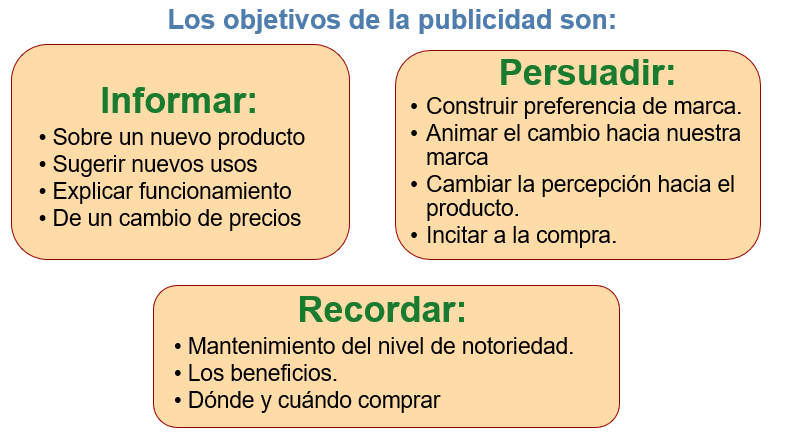 Los objetivos de la publicidad son:
Informar:
• Sobre un nuevo producto
• Sugerir nuevos usos
• Explicar funcionamiento
• De un cambio de precios
Persuadir:
• Construir preferencia de marca.
• Animar el cambio hacia nuestra
marca
• Cambiar la percepción hacia el
producto.
• Incitar a la compra.
Recordar:
• Mantenimiento del nivel de notoriedad.
• Los beneficios.
• Dónde y cuándo comprar